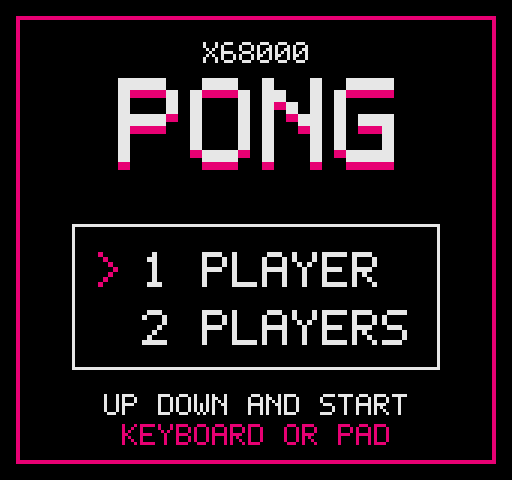 X68000
PONG
> 1 PLAYER
2 PLAYERS
UP DOWN AND START
KEYBOARD OR PAD